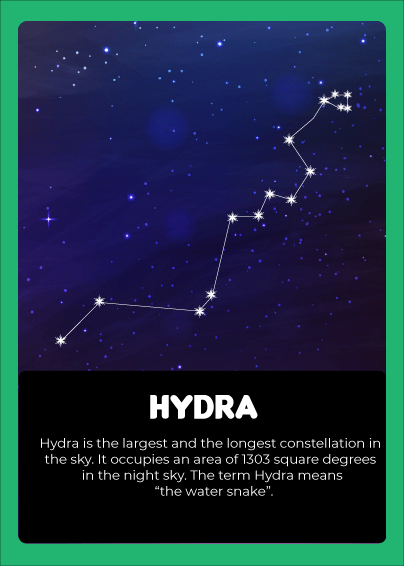 HYDRA
Hydra is the largest and the longest constellation in
the sky. It occupies an area of 1303 square degrees
in the night sky. The term Hydra means
“the water snake”.